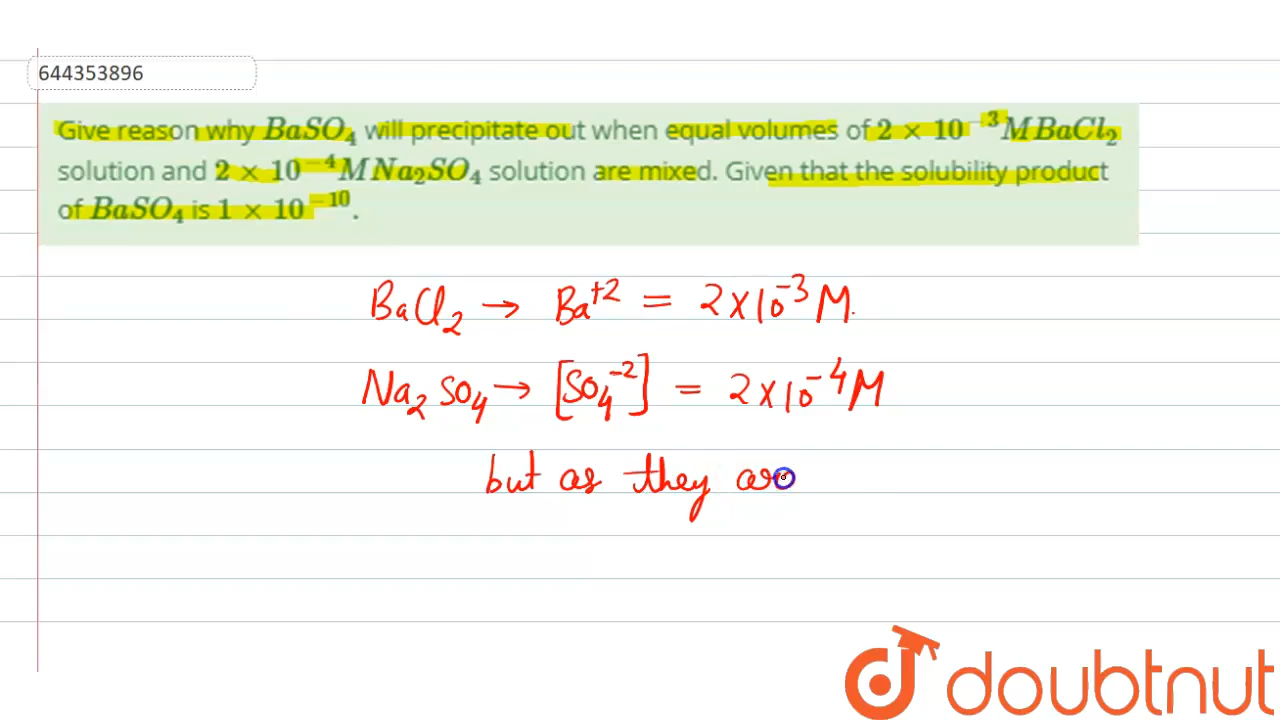 644353896
Give reason why BaSO₄ will precipitate out when equal volumes of 2 × 10⁻³ M BaCl₂
solution and 2 × 10⁻⁴ M Na₂SO₄ solution are mixed. Given that the solubility product
of BaSO₄ is 1 × 10⁻¹⁰.
BaCl₂ → Ba⁺² = 2×10⁻³ M.
Na₂SO₄ → [SO₄⁻²] = 2×10⁻⁴ M
but as they
doubtnut